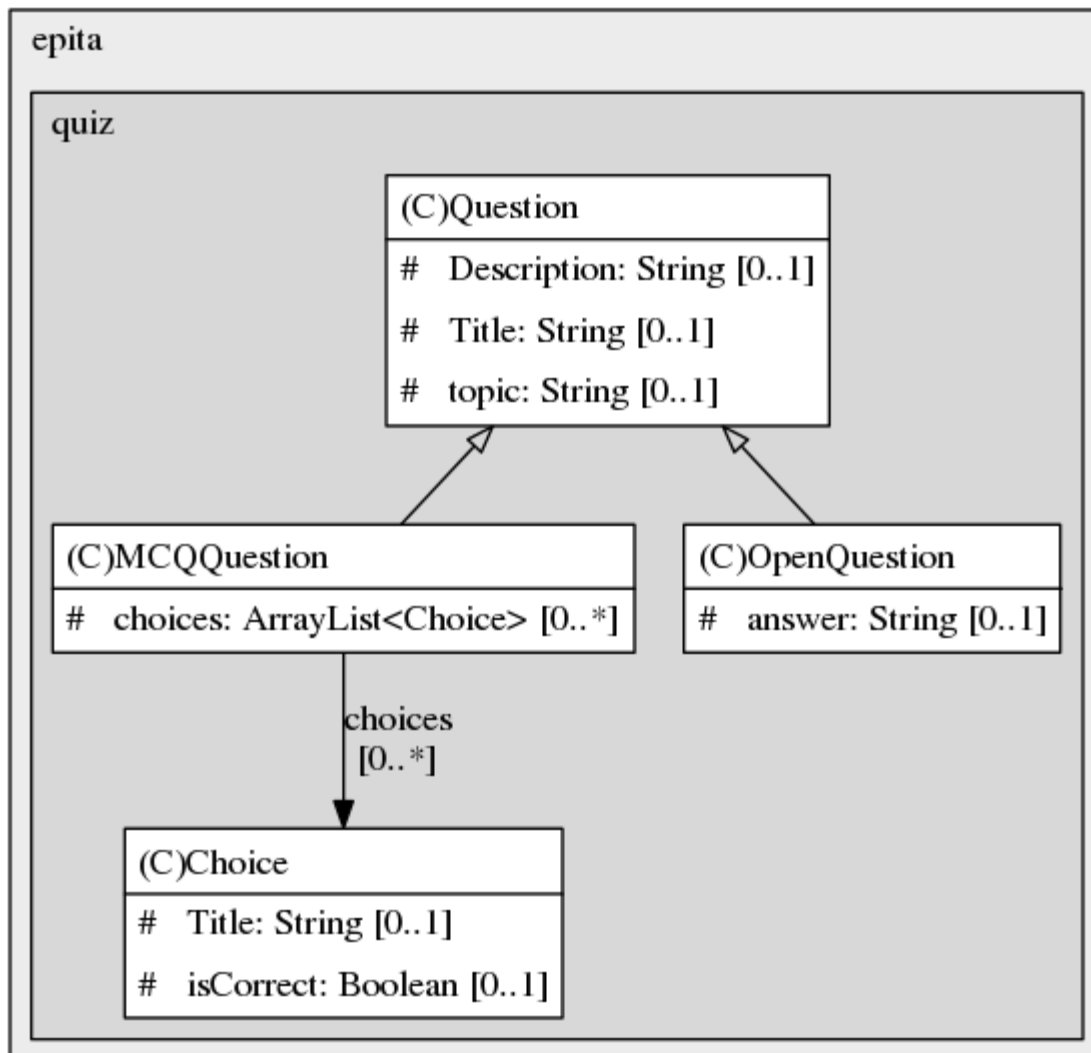 epita
quiz
(C)Question
# Description: String [0..1]
# Title: String [0..1]
# topic: String [0..1]
(C)MCQQuestion
# choices: ArrayList<Choice> [0..*]
(C)OpenQuestion
# answer: String [0..1]
choices
[0..*]
(C)Choice
# Title: String [0..1]
# isCorrect: Boolean [0..1]